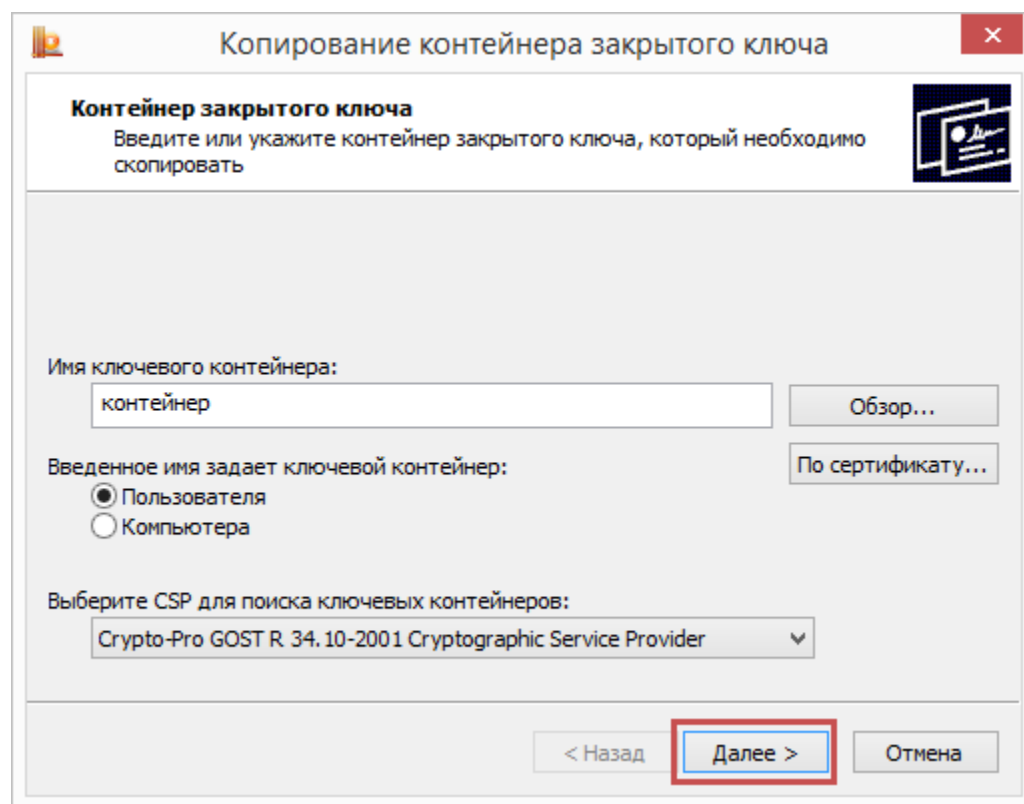 Копирование контейнера закрытого ключа
Контейнер закрытого ключа
Введите или укажите контейнер закрытого ключа, который необходимо
скопировать
Имя ключевого контейнера:
контейнер
Обзор...
Введенное имя задает ключевой контейнер:
По сертификату...
Пользователя
Компьютера
Выберите CSP для поиска ключевых контейнеров:
Crypto-Pro GOST R 34.10-2001 Cryptographic Service Provider
< Назад
Далее >
Отмена